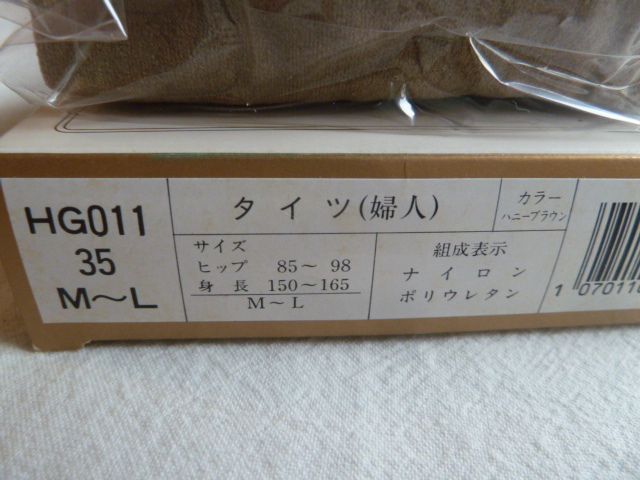 HG011
35
M～L
タイツ(婦人)
カラー
ハニーブラウン
サイズ
ヒップ 85～ 98
身長 150～165
M～L
組成表示
ナイロン
ポリウレタン
1 070118